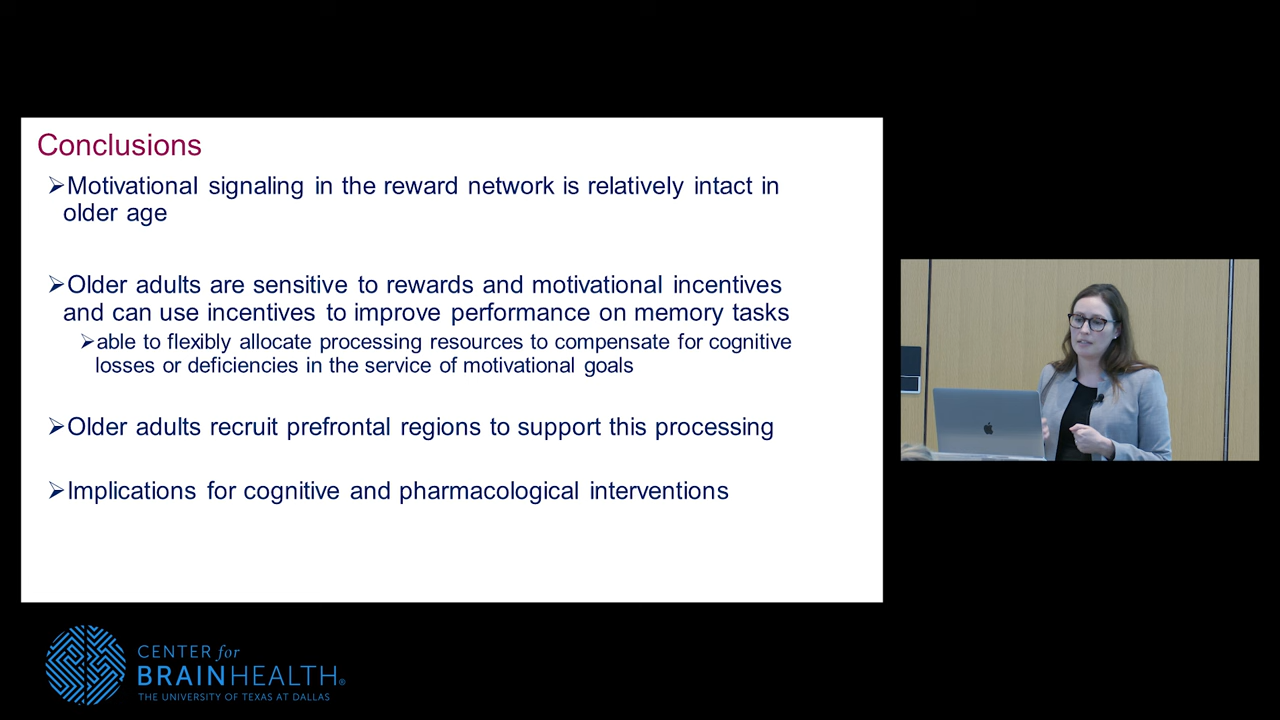 Conclusions
➢Motivational signaling in the reward network is relatively intact in
older age
➢Older adults are sensitive to rewards and motivational incentives
and can use incentives to improve performance on memory tasks
➢able to flexibly allocate processing resources to compensate for cognitive
losses or deficiencies in the service of motivational goals
➢Older adults recruit prefrontal regions to support this processing
➢Implications for cognitive and pharmacological interventions
CENTER for
BRAINHEALTH®
THE UNIVERSITY OF TEXAS AT DALLAS